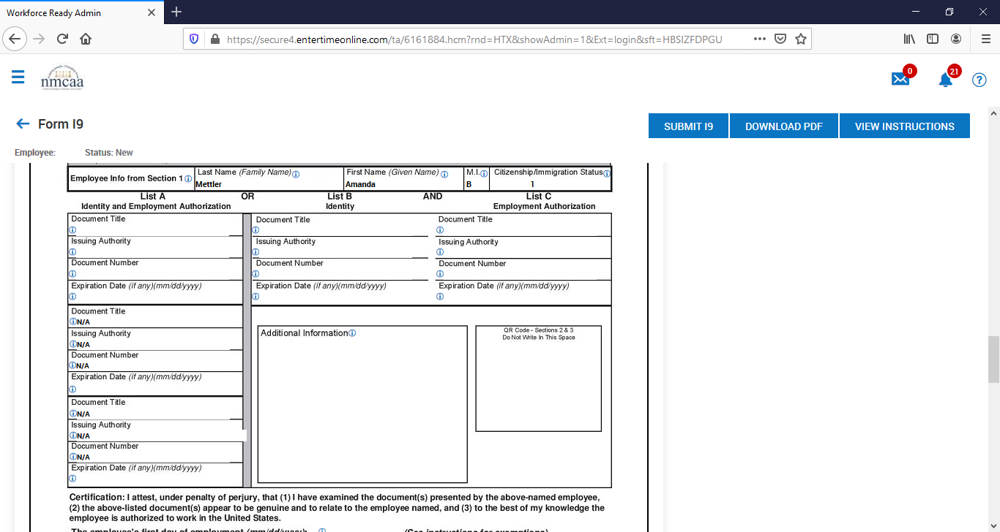 Workforce Ready Admin
https://secure4.entertimeonline.com/ta/6161884.hcm?rnd=HTX&showAdmin=1&Ext=login&sft=HBSIZFDPGU
nmcaa
0
21
Form I9
SUBMIT I9
DOWNLOAD PDF
VIEW INSTRUCTIONS
Employee:
Status: New
Employee Info from Section 1
Last Name (Family Name)
Mettler
First Name (Given Name)
Amanda
M.I.
B
Citizenship/Immigration Status
1
List A
Identity and Employment Authorization
OR
List B
Identity
AND
List C
Employment Authorization
Document Title
Issuing Authority
Document Number
Expiration Date (if any)(mm/dd/yyyy)
Document Title
N/A
Issuing Authority
N/A
Document Number
N/A
Expiration Date (if any)(mm/dd/yyyy)
Document Title
N/A
Issuing Authority
N/A
Document Number
N/A
Expiration Date (if any)(mm/dd/yyyy)
Document Title
Issuing Authority
Document Number
Expiration Date (if any)(mm/dd/yyyy)
Document Title
Issuing Authority
Document Number
Expiration Date (if any)(mm/dd/yyyy)
Additional Information
QR Code - Sections 2 & 3
Do Not Write In This Space
Certification: I attest, under penalty of perjury, that (1) I have examined the document(s) presented by the above-named employee,
(2) the above-listed document(s) appear to be genuine and to relate to the employee named, and (3) to the best of my knowledge the
employee is authorized to work in the United States.
The employee's first day of employment (mm/dd/yyyy):
(See instructions for exemptions)